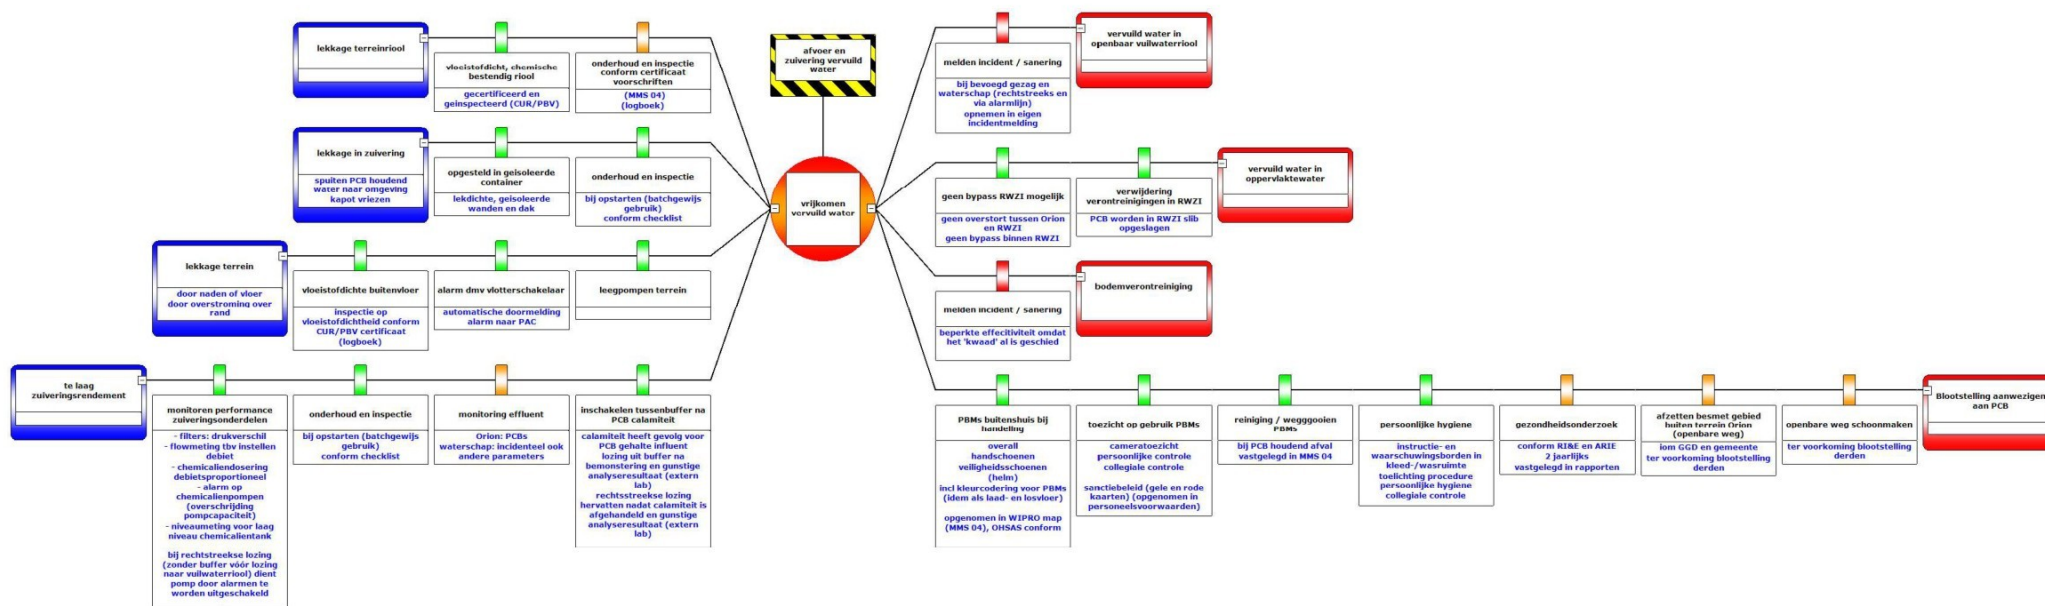 lekkage terreinriool
vloeistofdicht, chemische
bestendig riool
gecertificeerd en
geinspecteerd (CUR/PBV)
onderhoud en inspectie
conform certificaat
voorschriften
(MMS 04)
(logboek)
lekkage in zuivering
spuiten PCB houdend
water naar omgeving
kapot vriezen
opgesteld in geisoleerde
container
lekdichte, geisoleerde
wanden en dak
onderhoud en inspectie
bij opstarten (batchgewijs
gebruik)
conform checklist
lekkage terrein
door naden of vloer
door overstroming over
rand
vloeistofdichte buitenvloer
inspectie op
vloeistofdichtheid conform
CUR/PBV certificaat
(logboek)
alarm dmv vlotterschakelaar
automatische doormelding
alarm naar PAC
leegpompen terrein
te laag
zuiveringsrendement
monitoren performance
zuiveringsonderdelen
- filters: drukverschil
- flowmeting tbv instellen
debiet
- chemicaliendosering
debietsproportioneel
- alarm op
chemicalienpompen
(overschrijding
pompcapaciteit)
- niveaumeting voor laag
niveau chemicalientank
bij rechtstreekse lozing
(zonder buffer vóór lozing
naar vuilwaterriool) dient
pomp door alarmen te
worden uitgeschakeld
onderhoud en inspectie
bij opstarten (batchgewijs
gebruik)
conform checklist
monitoring effluent
Orion: PCBs
waterschap: incidenteel ook
andere parameters
inschakelen tussenbuffer na
PCB calamiteit
calamiteit heeft gevolg voor
PCB gehalte influent
lozing uit buffer na
bemonstering en gunstige
analyseresultaat (extern
lab)
rechtsstreekse lozing
hervatten nadat calamiteit is
afgehandeld en gunstige
analyseresultaat (extern
lab)
afvoer en
zuivering vervuild
water
vrijkomen
vervuild water
melden incident / sanering
bij bevoegd gezag en
waterschap (rechtstreeks en
via alarmlijn)
opnemen in eigen
incidentmelding
vervuild water in
openbaar vuilwaterriool
geen bypass RWZI mogelijk
geen overstort tussen Orion
en RWZI
geen bypass binnen RWZI
verwijdering
verontreinigingen in RWZI
PCB worden in RWZI slib
opgeslagen
vervuild water in
oppervlaktewater
melden incident / sanering
beperkte effecitiviteit omdat
het 'kwaad' al is geschied
bodemverontreiniging
PBMs buitenshuis bij
handeling
overall
handschoenen
veiligheidsschoenen
(helm)
incl kleurcodering voor PBMs
(idem als laad- en losvloer)
opgenomen in WIPRO map
(MMS 04), OHSAS conform
toezicht op gebruik PBMs
cameratoezicht
persoonlijke controle
collegiale controle
sanctiebeleid (gele en rode
kaarten) (opgenomen in
personeelsvoorwaarden)
reiniging / wegggooien
PBMs
bij PCB houdend afval
vastgelegd in MMS 04
persoonlijke hygiene
instructie- en
waarschuwingsborden in
kleed-/wasruimte
toelichting procedure
persoonlijke hygiene
collegiale controle
gezondheidsonderzoek
conform RI&E en ARIE
2 jaarlijks
vastgelegd in rapporten
afzetten besmet gebied
buiten terrein Orion
(openbare weg)
iom GGD en gemeente
ter voorkoming blootstelling
derden
openbare weg schoonmaken
ter voorkoming blootstelling
derden
Blootstelling aanwezigen
aan PCB